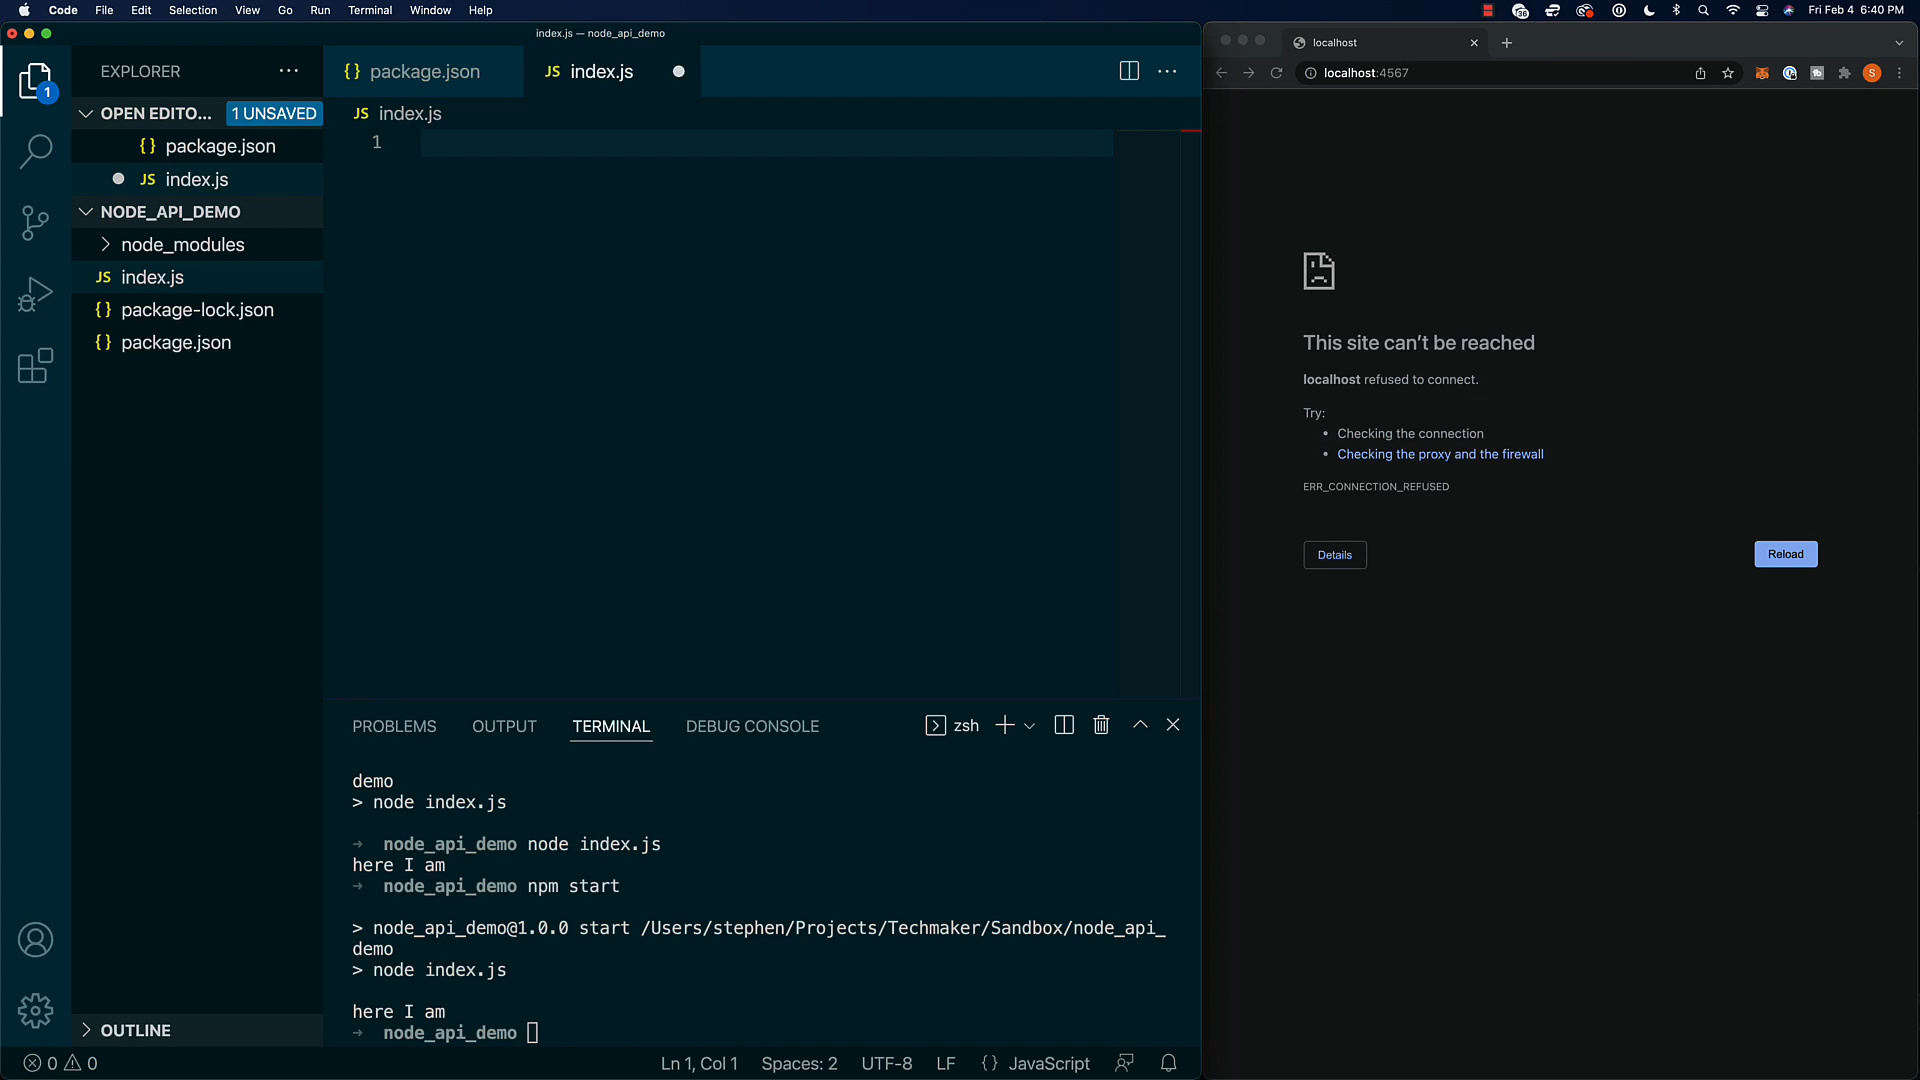 Code File Edit Selection View Go Run Terminal Window Help
36
Fri Feb 4 6:40 PM
index.js — node_api_demo
EXPLORER
1
OPEN EDITO... 1 UNSAVED
{} package.json
JS index.js
NODE_API_DEMO
node_modules
JS index.js
{} package-lock.json
{} package.json
OUTLINE
{} package.json
JS index.js
JS index.js
1
PROBLEMS OUTPUT TERMINAL DEBUG CONSOLE
zsh
demo
> node index.js
→ node_api_demo node index.js
here I am
→ node_api_demo npm start
> node_api_demo@1.0.0 start /Users/stephen/Projects/Techmaker/Sandbox/node_api_
demo
> node index.js
here I am
→ node_api_demo
0 0
Ln 1, Col 1 Spaces: 2 UTF-8 LF {} JavaScript
localhost
localhost:4567
S
This site can’t be reached
localhost refused to connect.
Try:
• Checking the connection
• Checking the proxy and the firewall
ERR_CONNECTION_REFUSED
Details
Reload